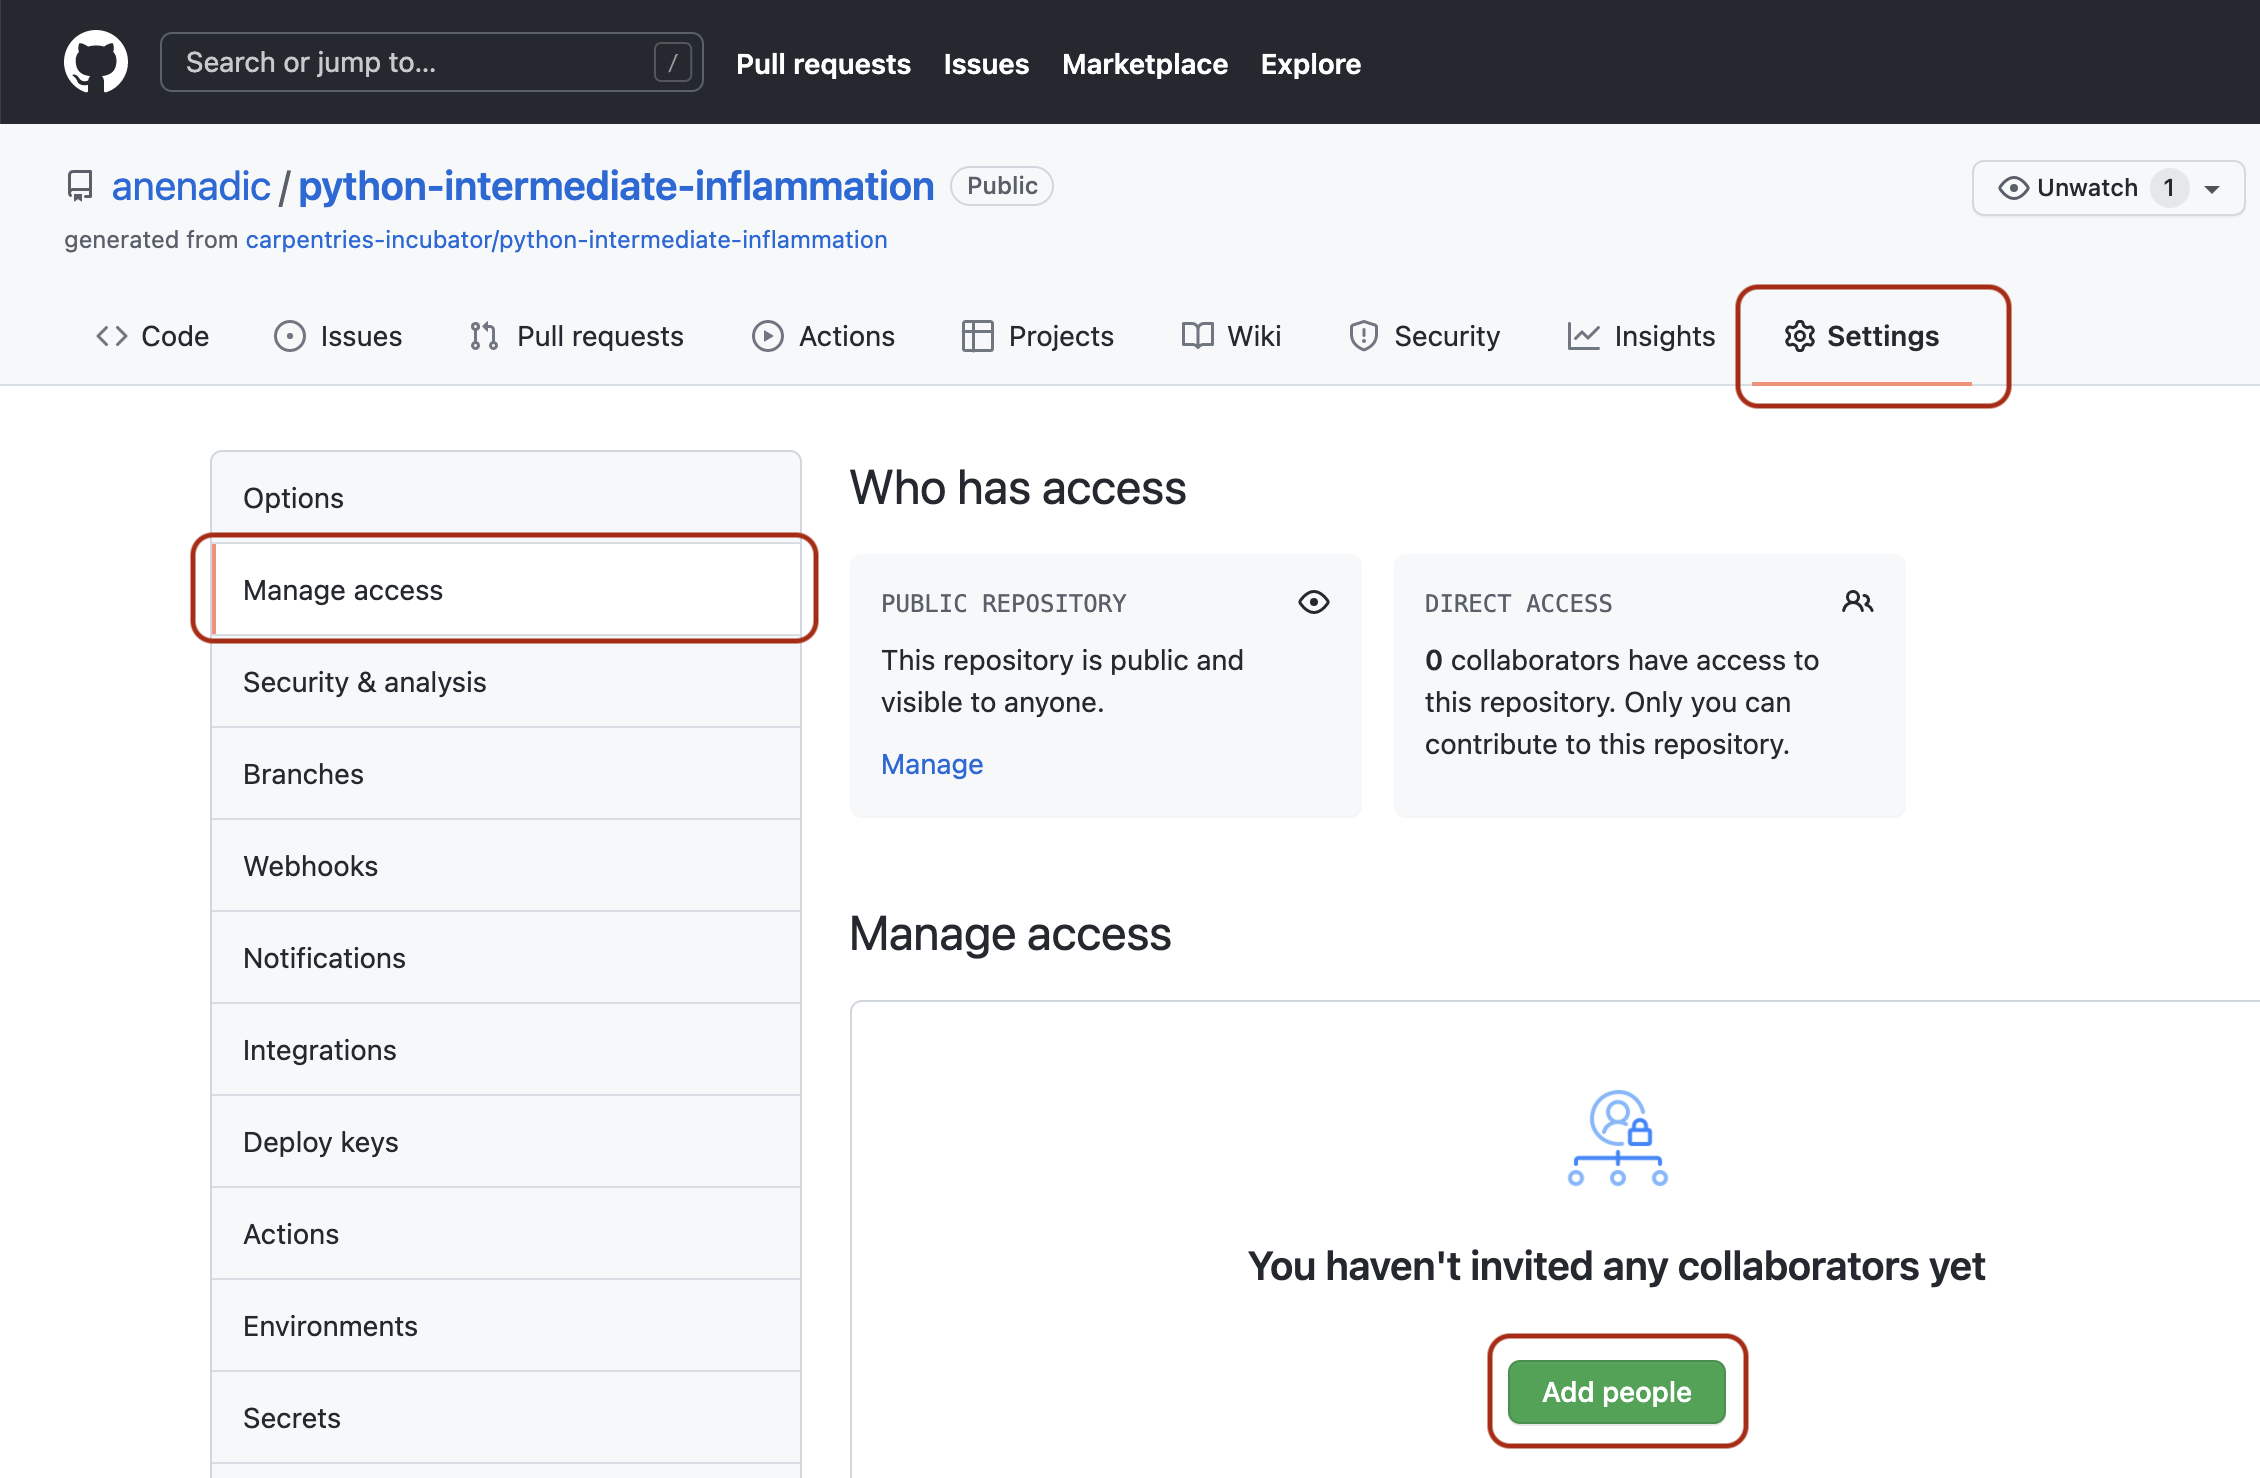 Search or jump to... /
Pull requests Issues Marketplace Explore
anenadic / python-intermediate-inflammation Public
Unwatch 1
generated from carpentries-incubator/python-intermediate-inflammation
Code Issues Pull requests Actions Projects Wiki Security Insights Settings
Options
Manage access
Security & analysis
Branches
Webhooks
Notifications
Integrations
Deploy keys
Actions
Environments
Secrets
Who has access
PUBLIC REPOSITORY
This repository is public and
visible to anyone.
Manage
DIRECT ACCESS
0 collaborators have access to
this repository. Only you can
contribute to this repository.
Manage access
You haven't invited any collaborators yet
Add people